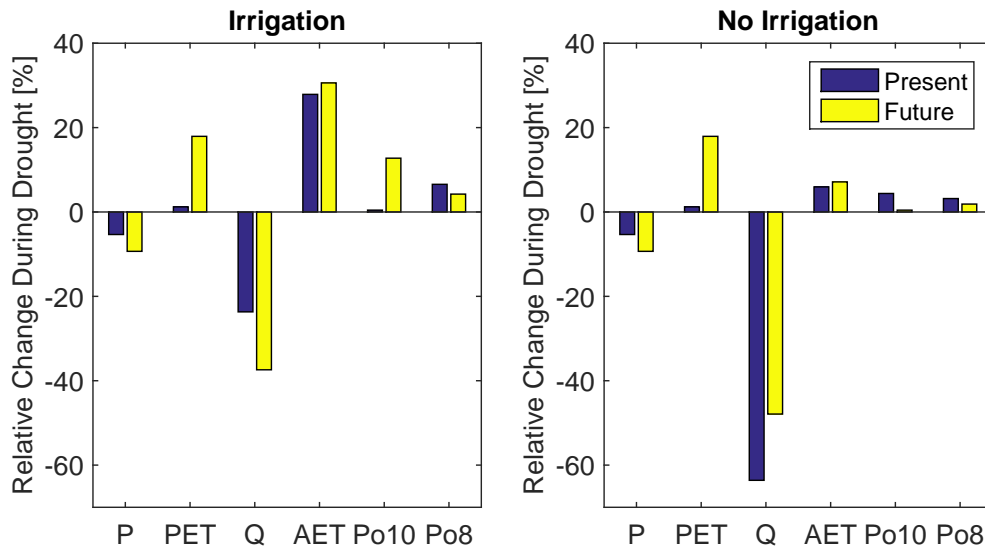 Irrigation
Relative Change During Drought [%]
40
20
0
-20
-40
-60
P PET Q AET Po10 Po8
No Irrigation
Relative Change During Drought [%]
40
20
0
-20
-40
-60
P PET Q AET Po10 Po8
Present
Future